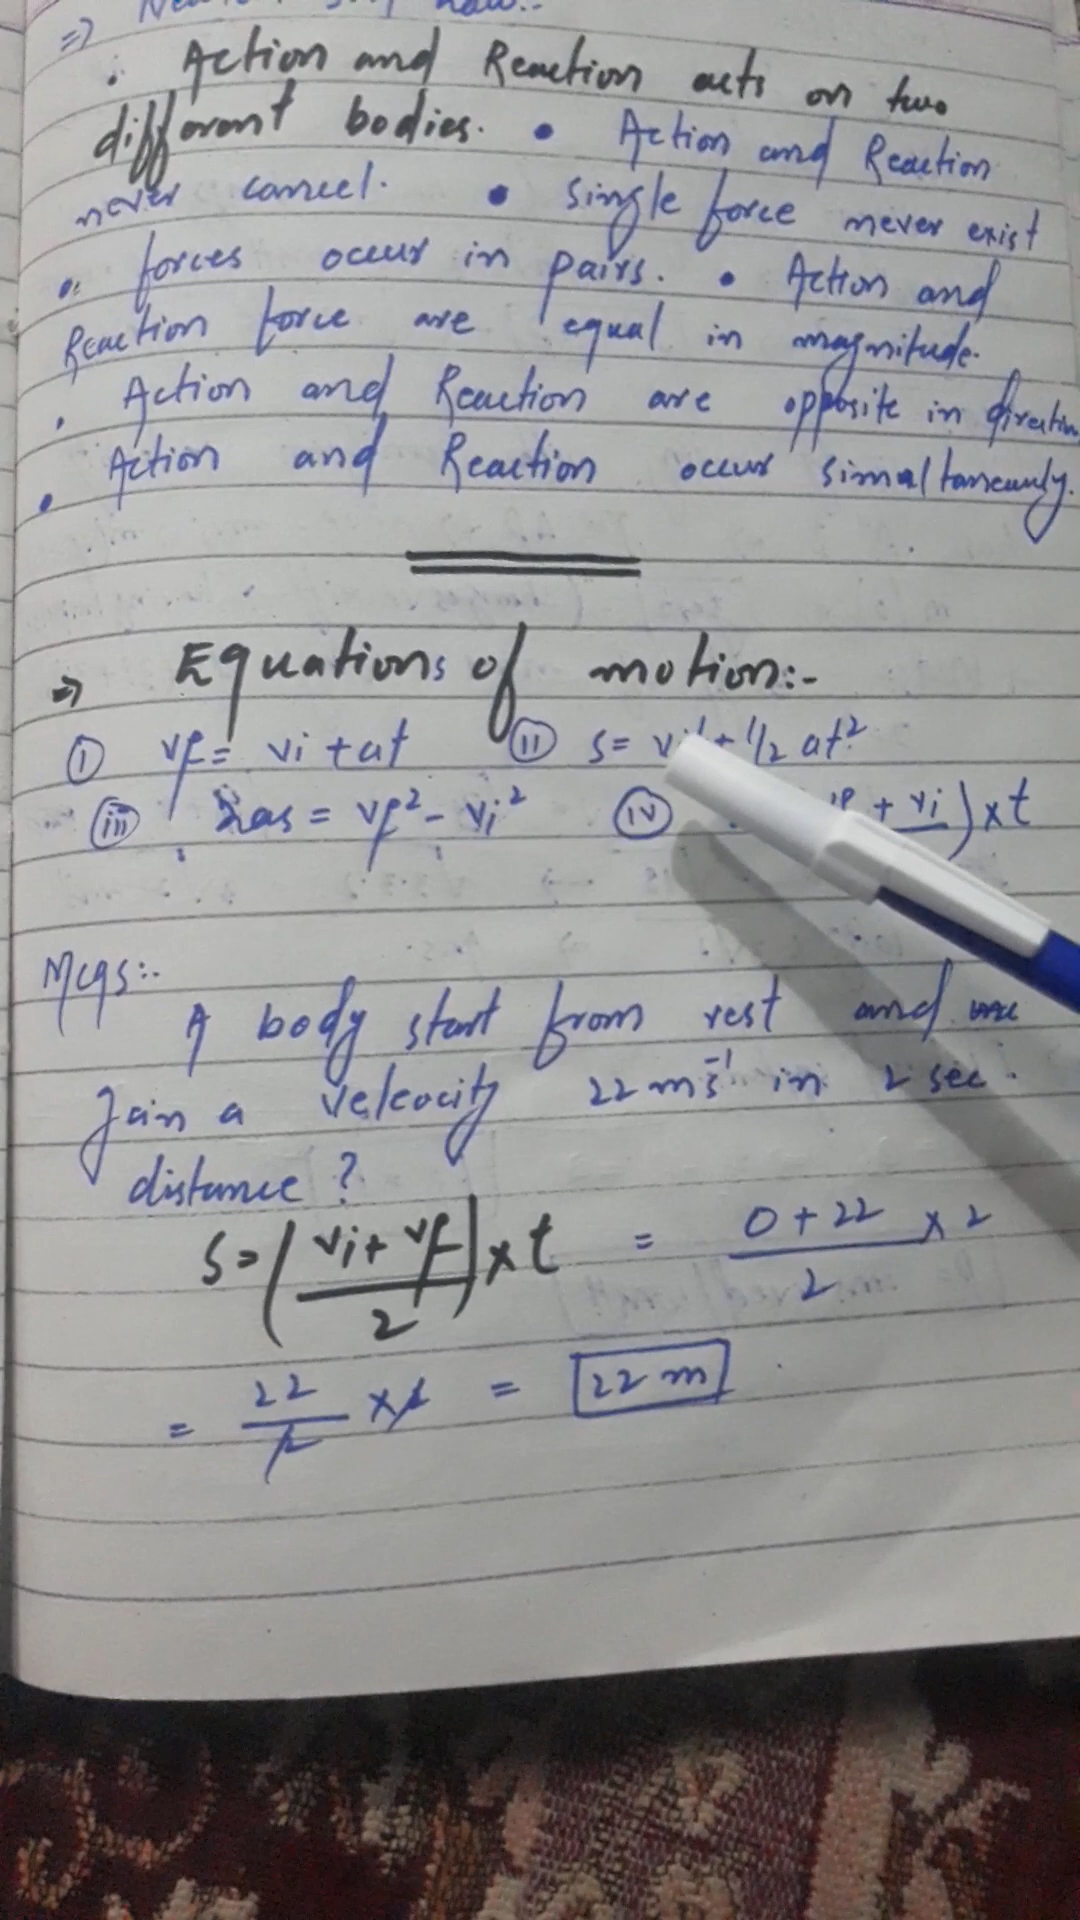 ⇒
• Action and Reaction acts on two
different bodies. • Action and Reaction
never cancel. • Single force never exist
• forces occur in pairs. • Action and
Reaction force are equal in magnitude.
• Action and Reaction are opposite in direction
• Action and Reaction occur simaltaneously.
⇒ Equations of motion:-
(i) vf = vi + at (ii) s = vit + 1/2 at²
(iii) 2as = vf² - vi² (iv) + vi) × t
Mcqs:-
A body start from rest and
gain a velcocity 22 ms⁻¹ in 2 sec.
distance ?
S = (vi + vf / 2) × t = 0 + 22 / 2 × 2
= 22 / 2 × 2 = 22 m